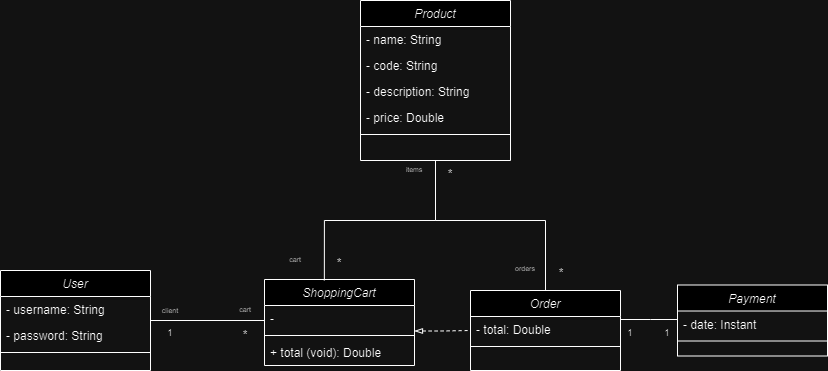 Product
- name: String
- code: String
- description: String
- price: Double
items
*
cart
*
orders
*
User
- username: String
- password: String
client
1
cart
*
ShoppingCart
-
+ total (void): Double
Order
- total: Double
1
1
Payment
- date: Instant